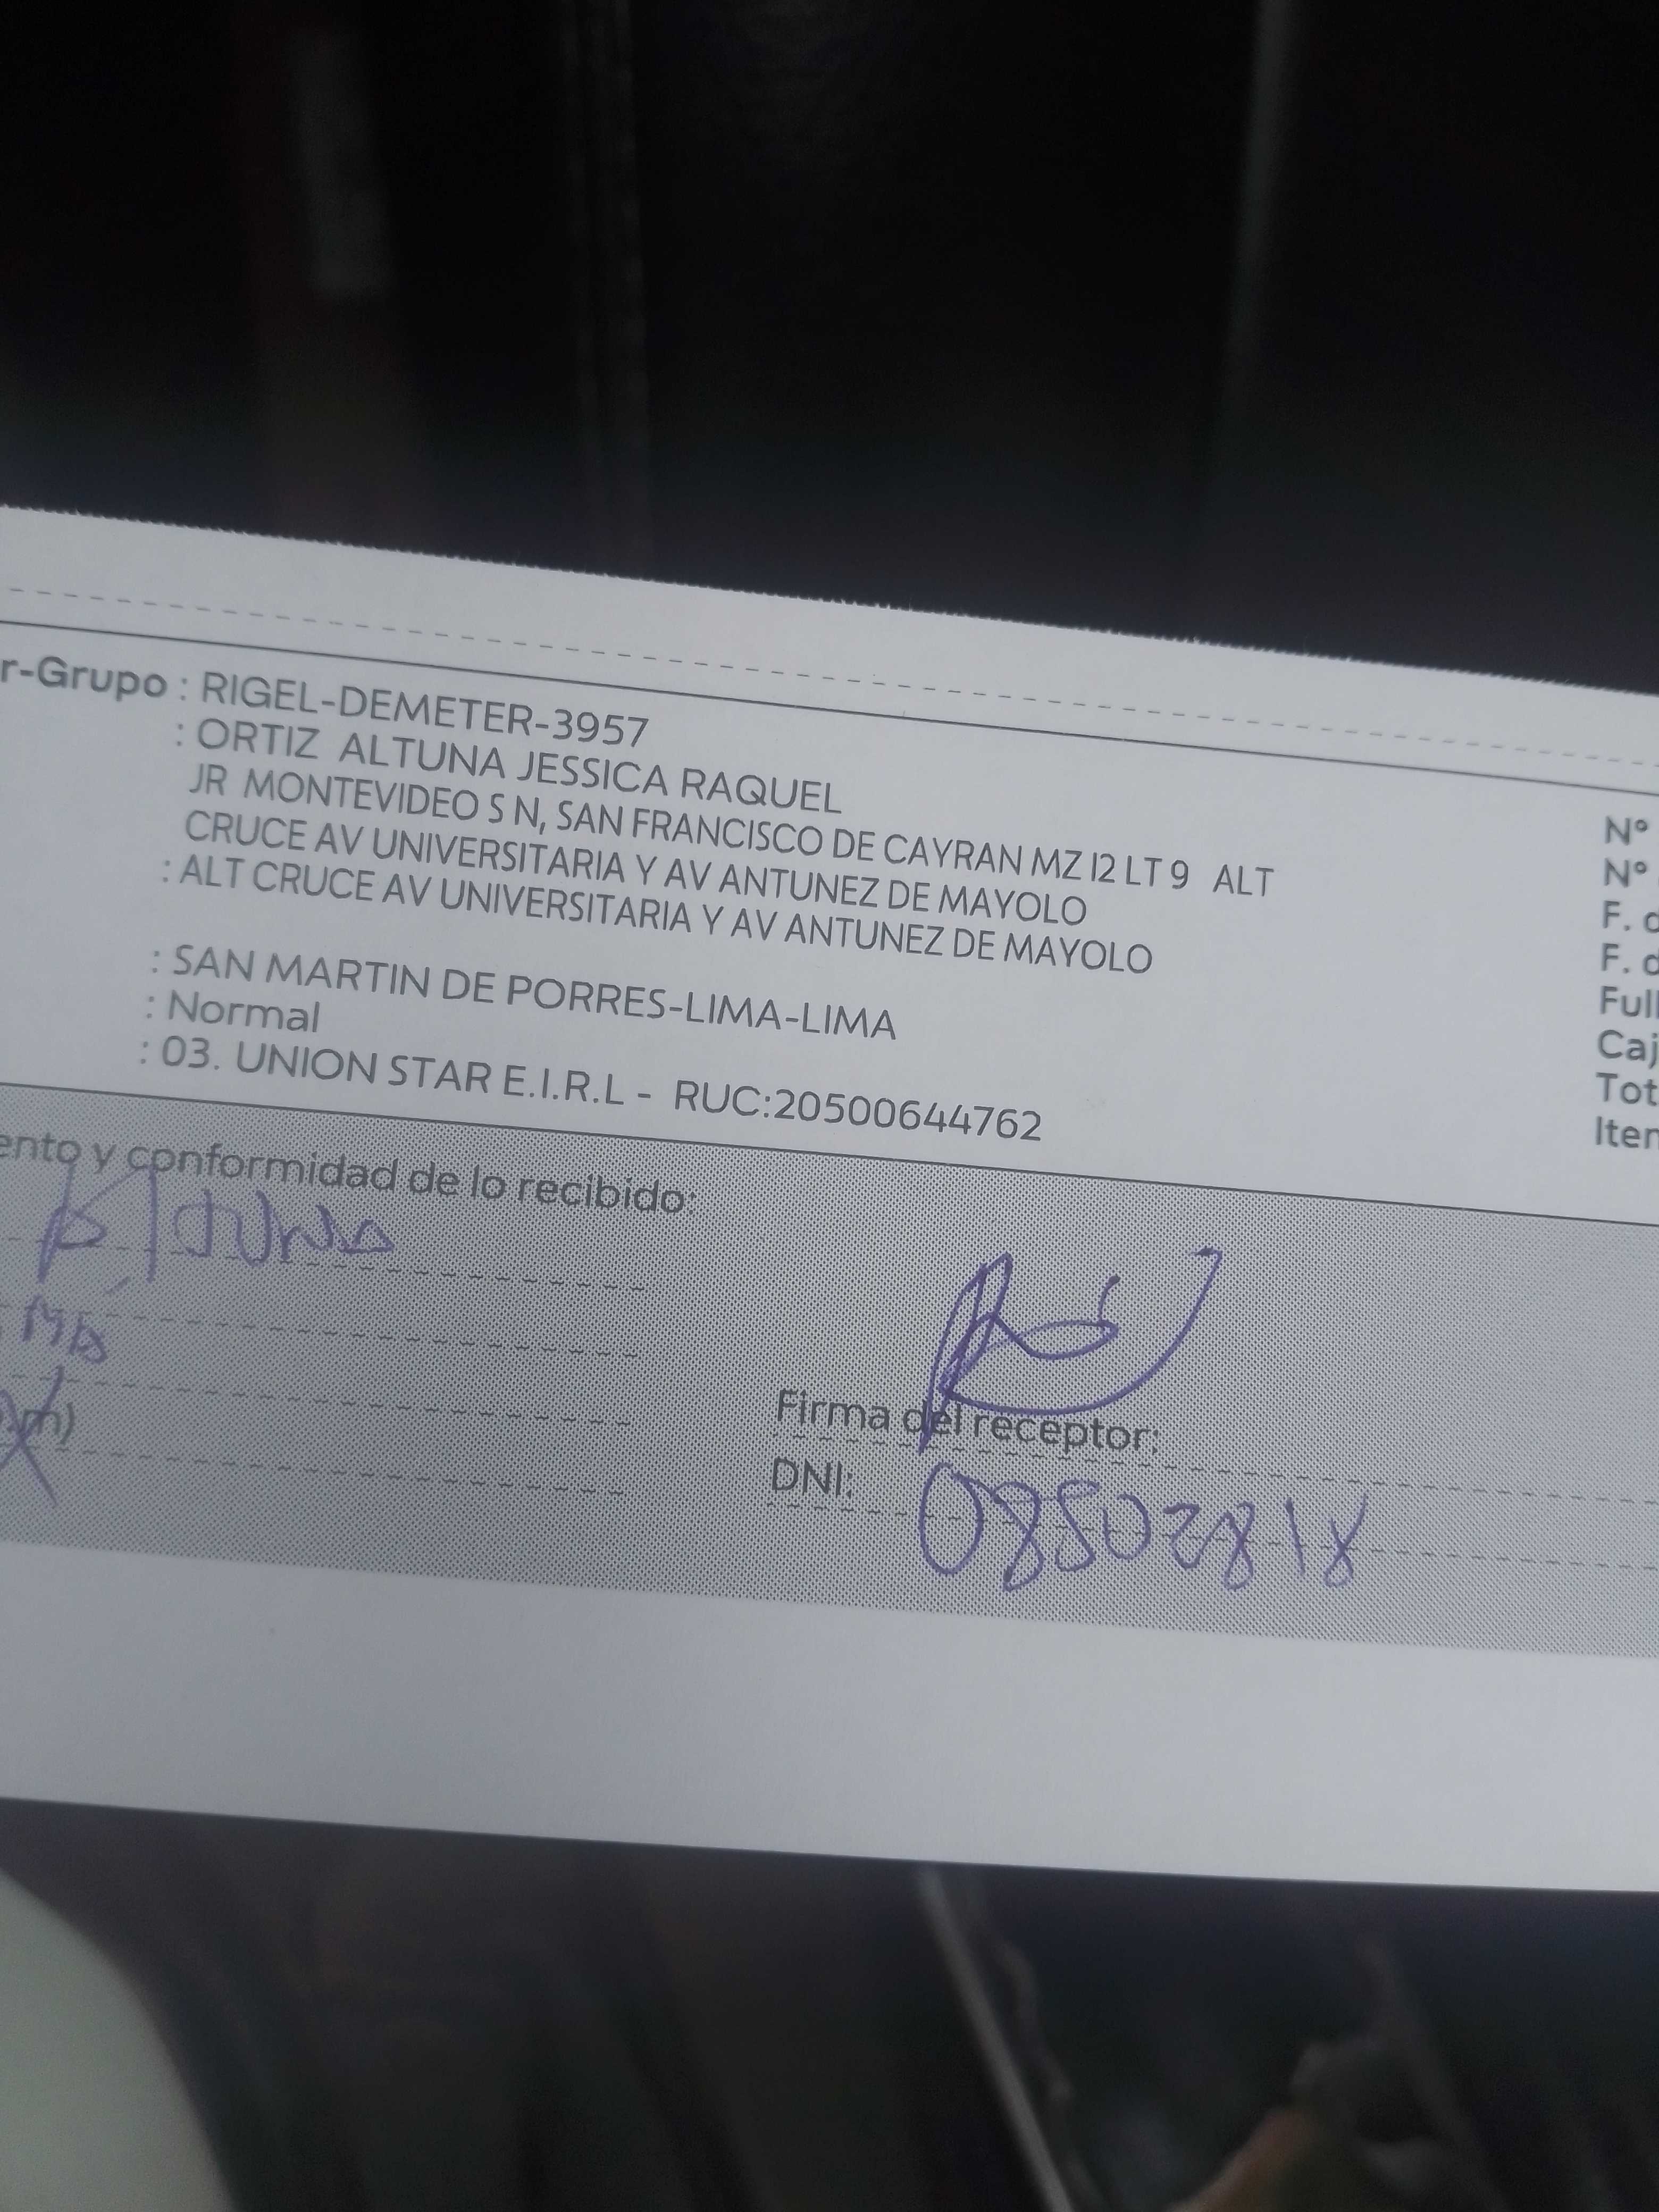 r-Grupo : RIGEL-DEMETER-3957
: ORTIZ ALTUNA JESSICA RAQUEL
JR MONTEVIDEO S N, SAN FRANCISCO DE CAYRAN MZ I2 LT 9 ALT
CRUCE AV UNIVERSITARIA Y AV ANTUNEZ DE MAYOLO
: ALT CRUCE AV UNIVERSITARIA Y AV ANTUNEZ DE MAYOLO
: SAN MARTIN DE PORRES-LIMA-LIMA
: Normal
: 03. UNION STAR E.I.R.L - RUC:20500644762
N°
N°
F. d
F. d
Full
Caj
Tot
Iter
ento y conformidad de lo recibido:
Firma del receptor:
DNI: 08502818